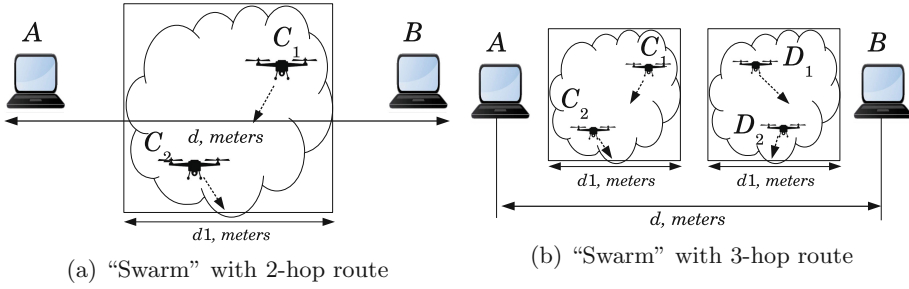 A
C1
B
d, meters
C2
d1, meters
(a) “Swarm” with 2-hop route
A
C1
C2
D1
D2
B
d1, meters
d1, meters
d, meters
(b) “Swarm” with 3-hop route